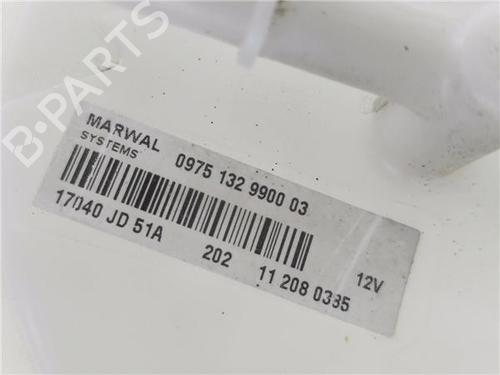 B-PARTS
MARWAL
SYSTEMS
0975 132 9900 03
17040 JD 51A
202
11 208 0335
12V